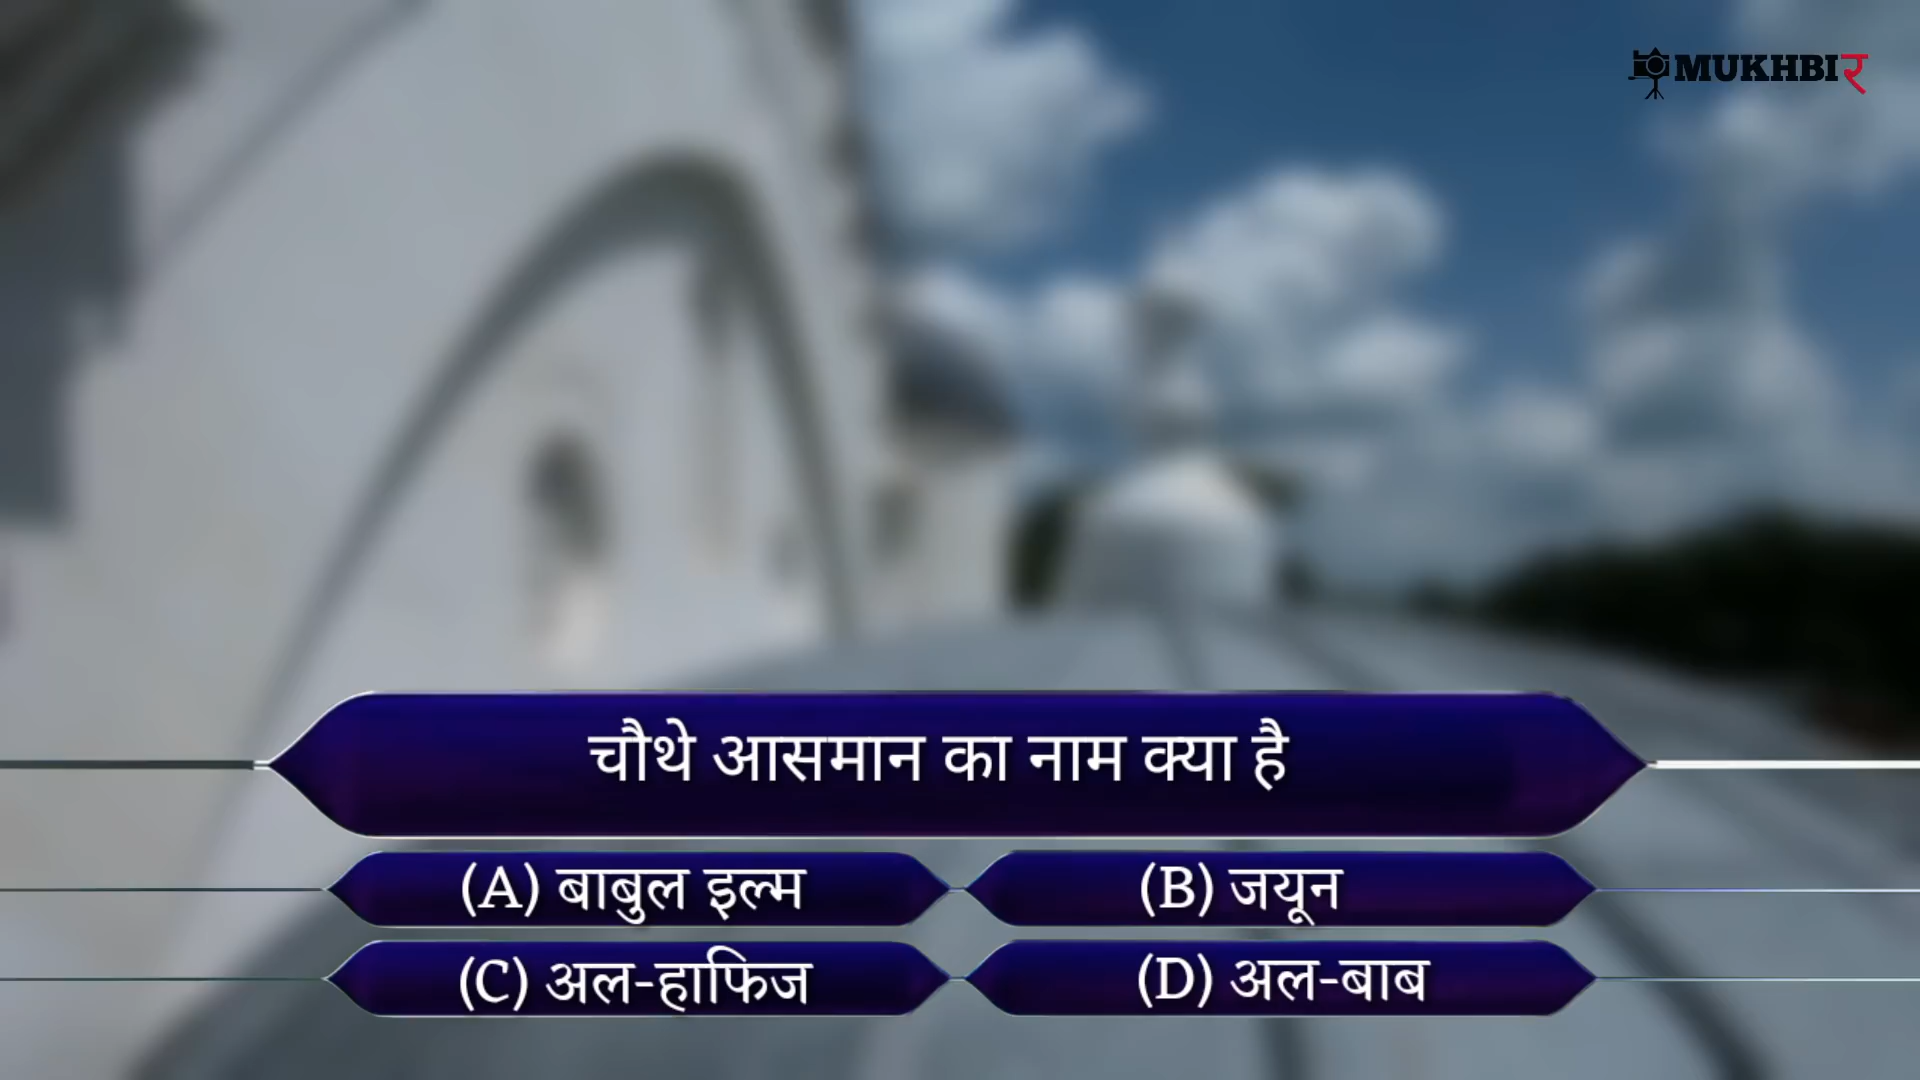 MUKHBIर
चौथे आसमान का नाम क्या है
(A) बाबुल इल्म
(B) जयून
(C) अल-हाफिज
(D) अल-बाब